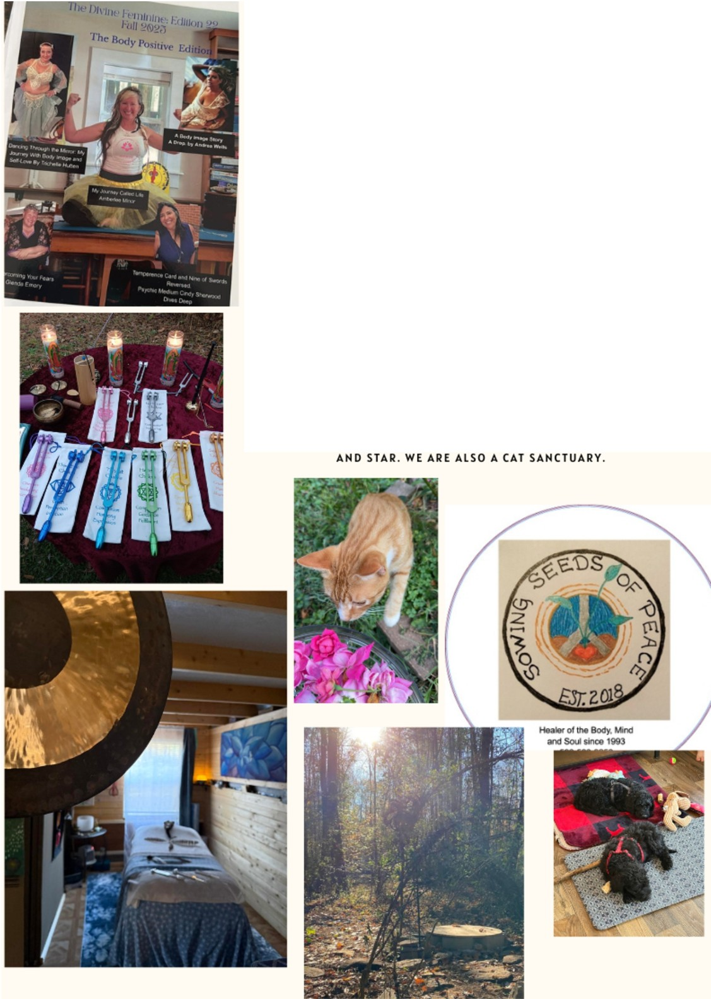 The Divine Feminine: Edition 22
Fall 2025
The Body Positive Edition
A Body Image Story
A Drop. by Andrea Wells
Dancing Through the Mirror: My
Journey With Body Image and
Self-Love By Trichelle Hutten
My Journey Called Life
Amberlee Minor
rcoming Your Fears
Glenda Emory
Temperence Card and Nine of Swords
Reversed.
Psychic Medium Cindy Sherwood
Dives Deep
AND STAR. WE ARE ALSO A CAT SANCTUARY.
SOWING SEEDS OF PEACE
EST. 2018
Healer of the Body, Mind
and Soul since 1993